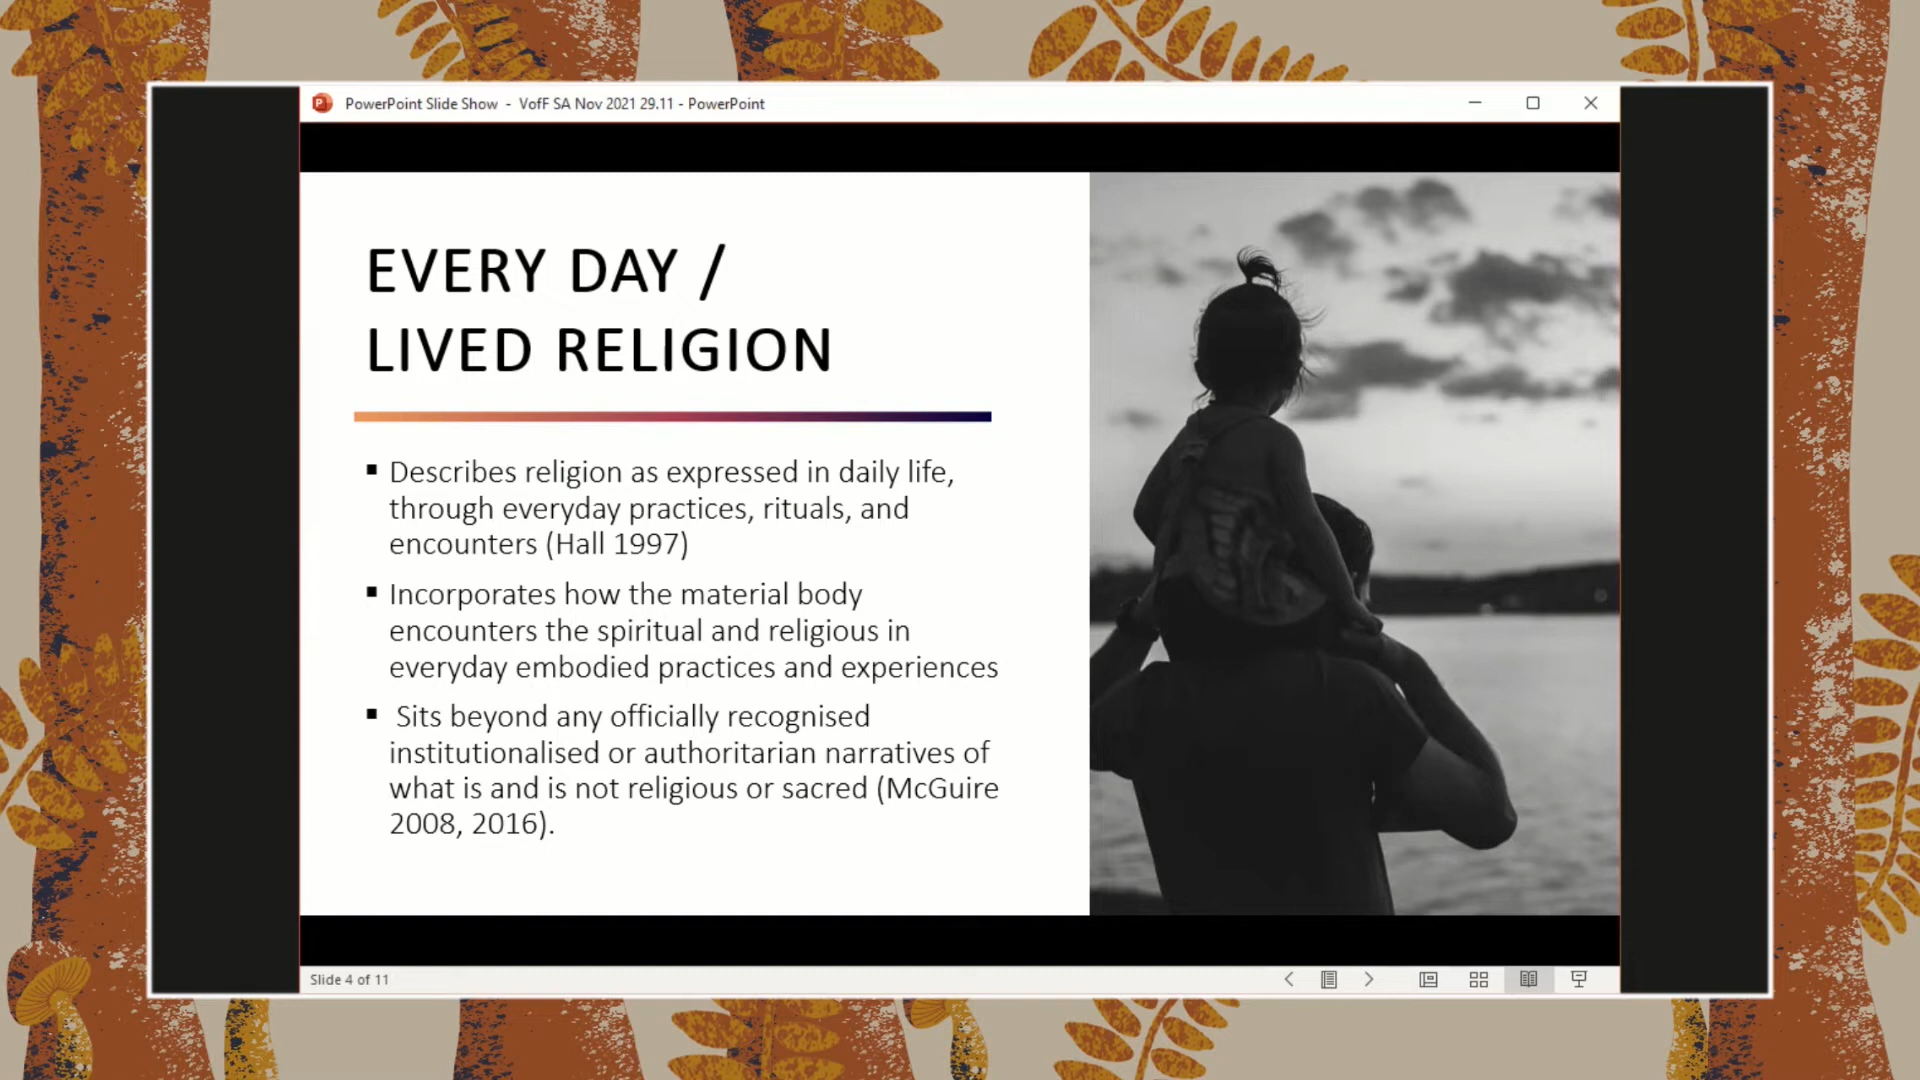 PowerPoint Slide Show - VofF SA Nov 2021 29.11 - PowerPoint
EVERY DAY /
LIVED RELIGION
▪ Describes religion as expressed in daily life,
through everyday practices, rituals, and
encounters (Hall 1997)
▪ Incorporates how the material body
encounters the spiritual and religious in
everyday embodied practices and experiences
▪ Sits beyond any officially recognised
institutionalised or authoritarian narratives of
what is and is not religious or sacred (McGuire
2008, 2016).
Slide 4 of 11